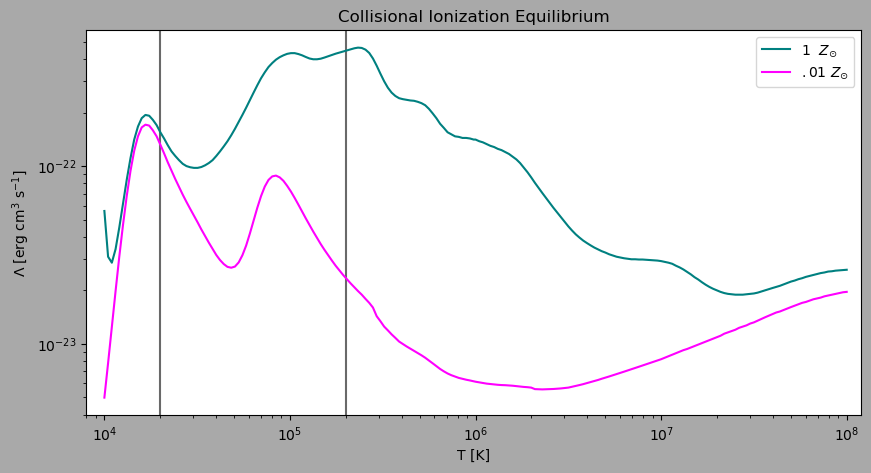 Collisional Ionization Equilibrium
1 Z☉
.01 Z☉
Λ [erg cm³ s⁻¹]
10⁻²²
10⁻²³
10⁴ 10⁵ 10⁶ 10⁷ 10⁸
T [K]